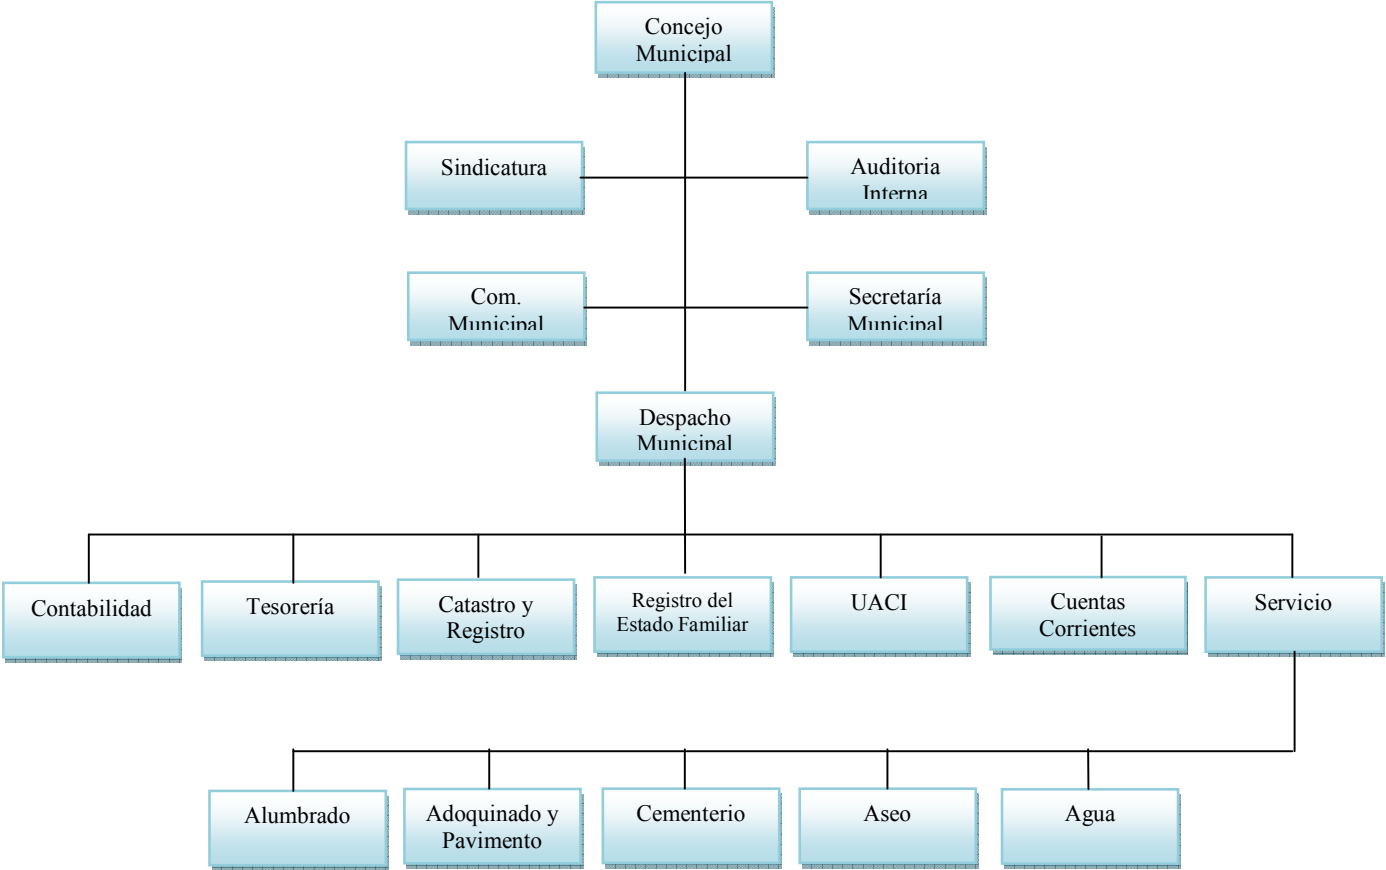 Concejo
Municipal
Sindicatura
Auditoria
Interna
Com.
Municipal
Secretaría
Municipal
Despacho
Municipal
Contabilidad
Tesorería
Catastro y
Registro
Registro del
Estado Familiar
UACI
Cuentas
Corrientes
Servicio
Alumbrado
Adoquinado y
Pavimento
Cementerio
Aseo
Agua